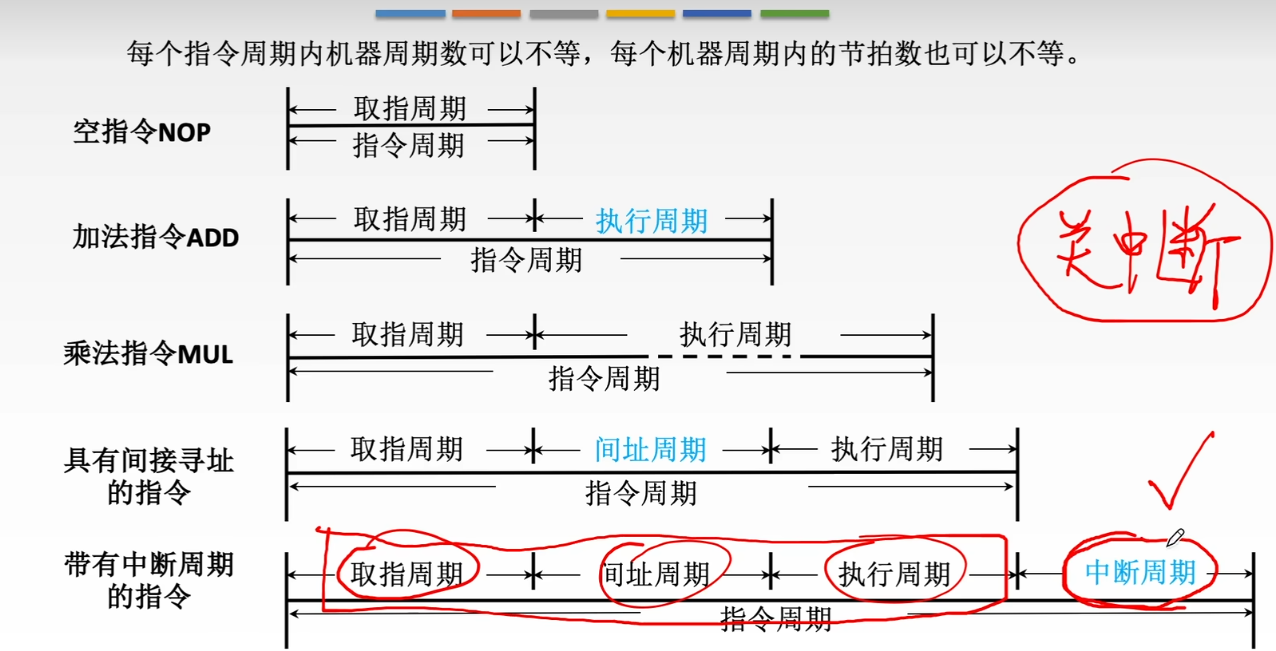 每个指令周期内机器周期数可以不等，每个机器周期内的节拍数也可以不等。
空指令NOP
取指周期
指令周期
加法指令ADD
取指周期 执行周期
指令周期
关中断
乘法指令MUL
取指周期 执行周期
指令周期
具有间接寻址
的指令
取指周期 间址周期 执行周期
指令周期
带有中断周期
的指令
取指周期 间址周期 执行周期 中断周期
指令周期